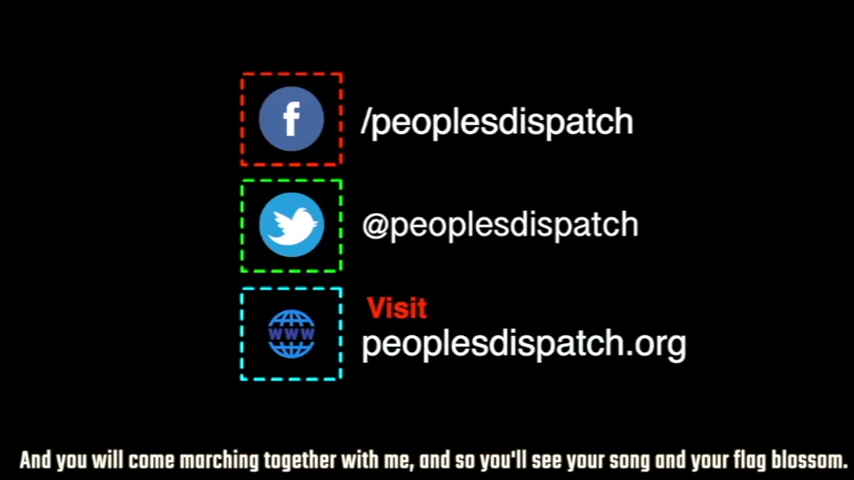 f
/peoplesdispatch
@peoplesdispatch
Visit
www
peoplesdispatch.org
And you will come marching together with me, and so you'll see your song and your flag blossom.